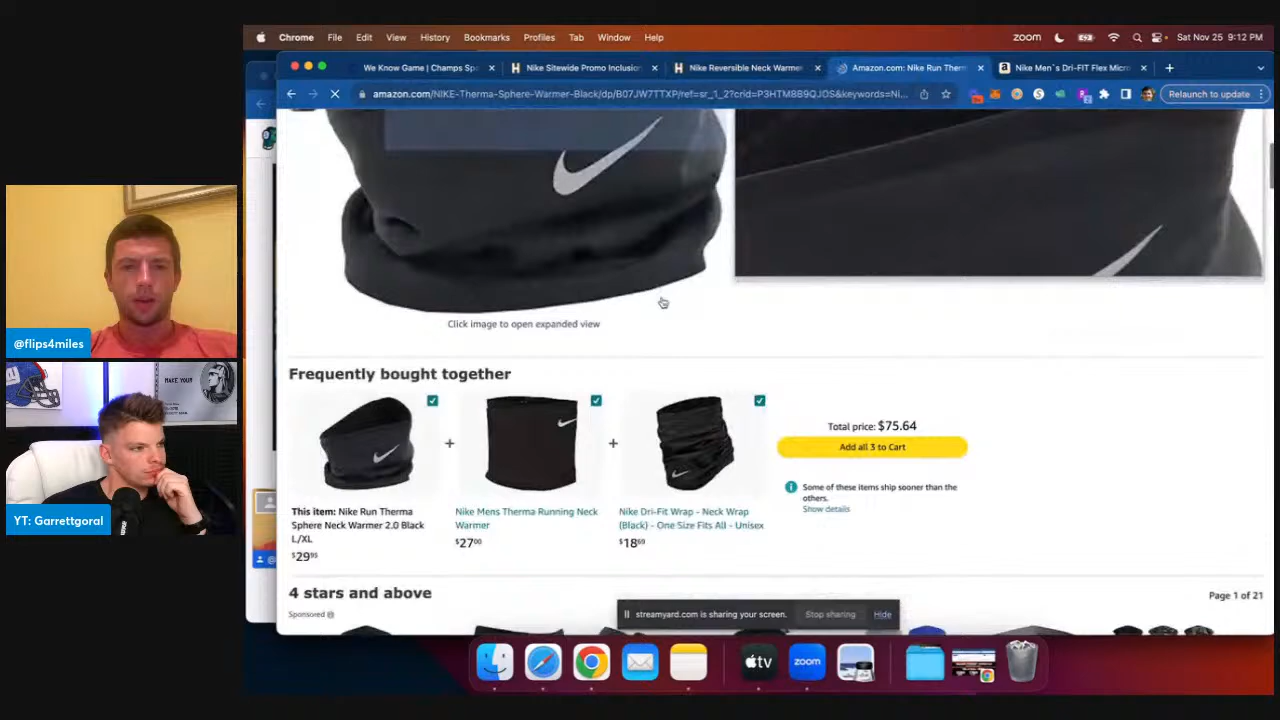 Chrome File Edit View History Bookmarks Profiles Tab Window Help
zoom Sat Nov 25 9:12 PM
We Know Game | Champs Sp
Nike Sitewide Promo Inclusion
Nike Reversible Neck Warmer
Amazon.com: Nike Run Therm
Nike Men`s Dri-FIT Flex Micro
amazon.com/NIKE-Therma-Sphere-Warmer-Black/dp/B07JW7TTXP/ref=sr_1_2?crid=P3HTM8B9QJOS&keywords=Ni...
Relaunch to update
Click image to open expanded view
Frequently bought together
This item: Nike Run Therma
Sphere Neck Warmer 2.0 Black
L/XL
$29
Nike Mens Therma Running Neck
Warmer
$2700
Nike Dri-Fit Wrap - Neck Wrap
(Black) - One Size Fits All - Unisex
$18
Total price: $75.64
Add all 3 to Cart
Some of these items ship sooner than the
others.
Show details
4 stars and above
Page 1 of 21
Sponsored
streamyard.com is sharing your screen.
Stop sharing
Hide
tv
zoom
@flips4miles
MAKE YOUR
YT: Garrettgoral